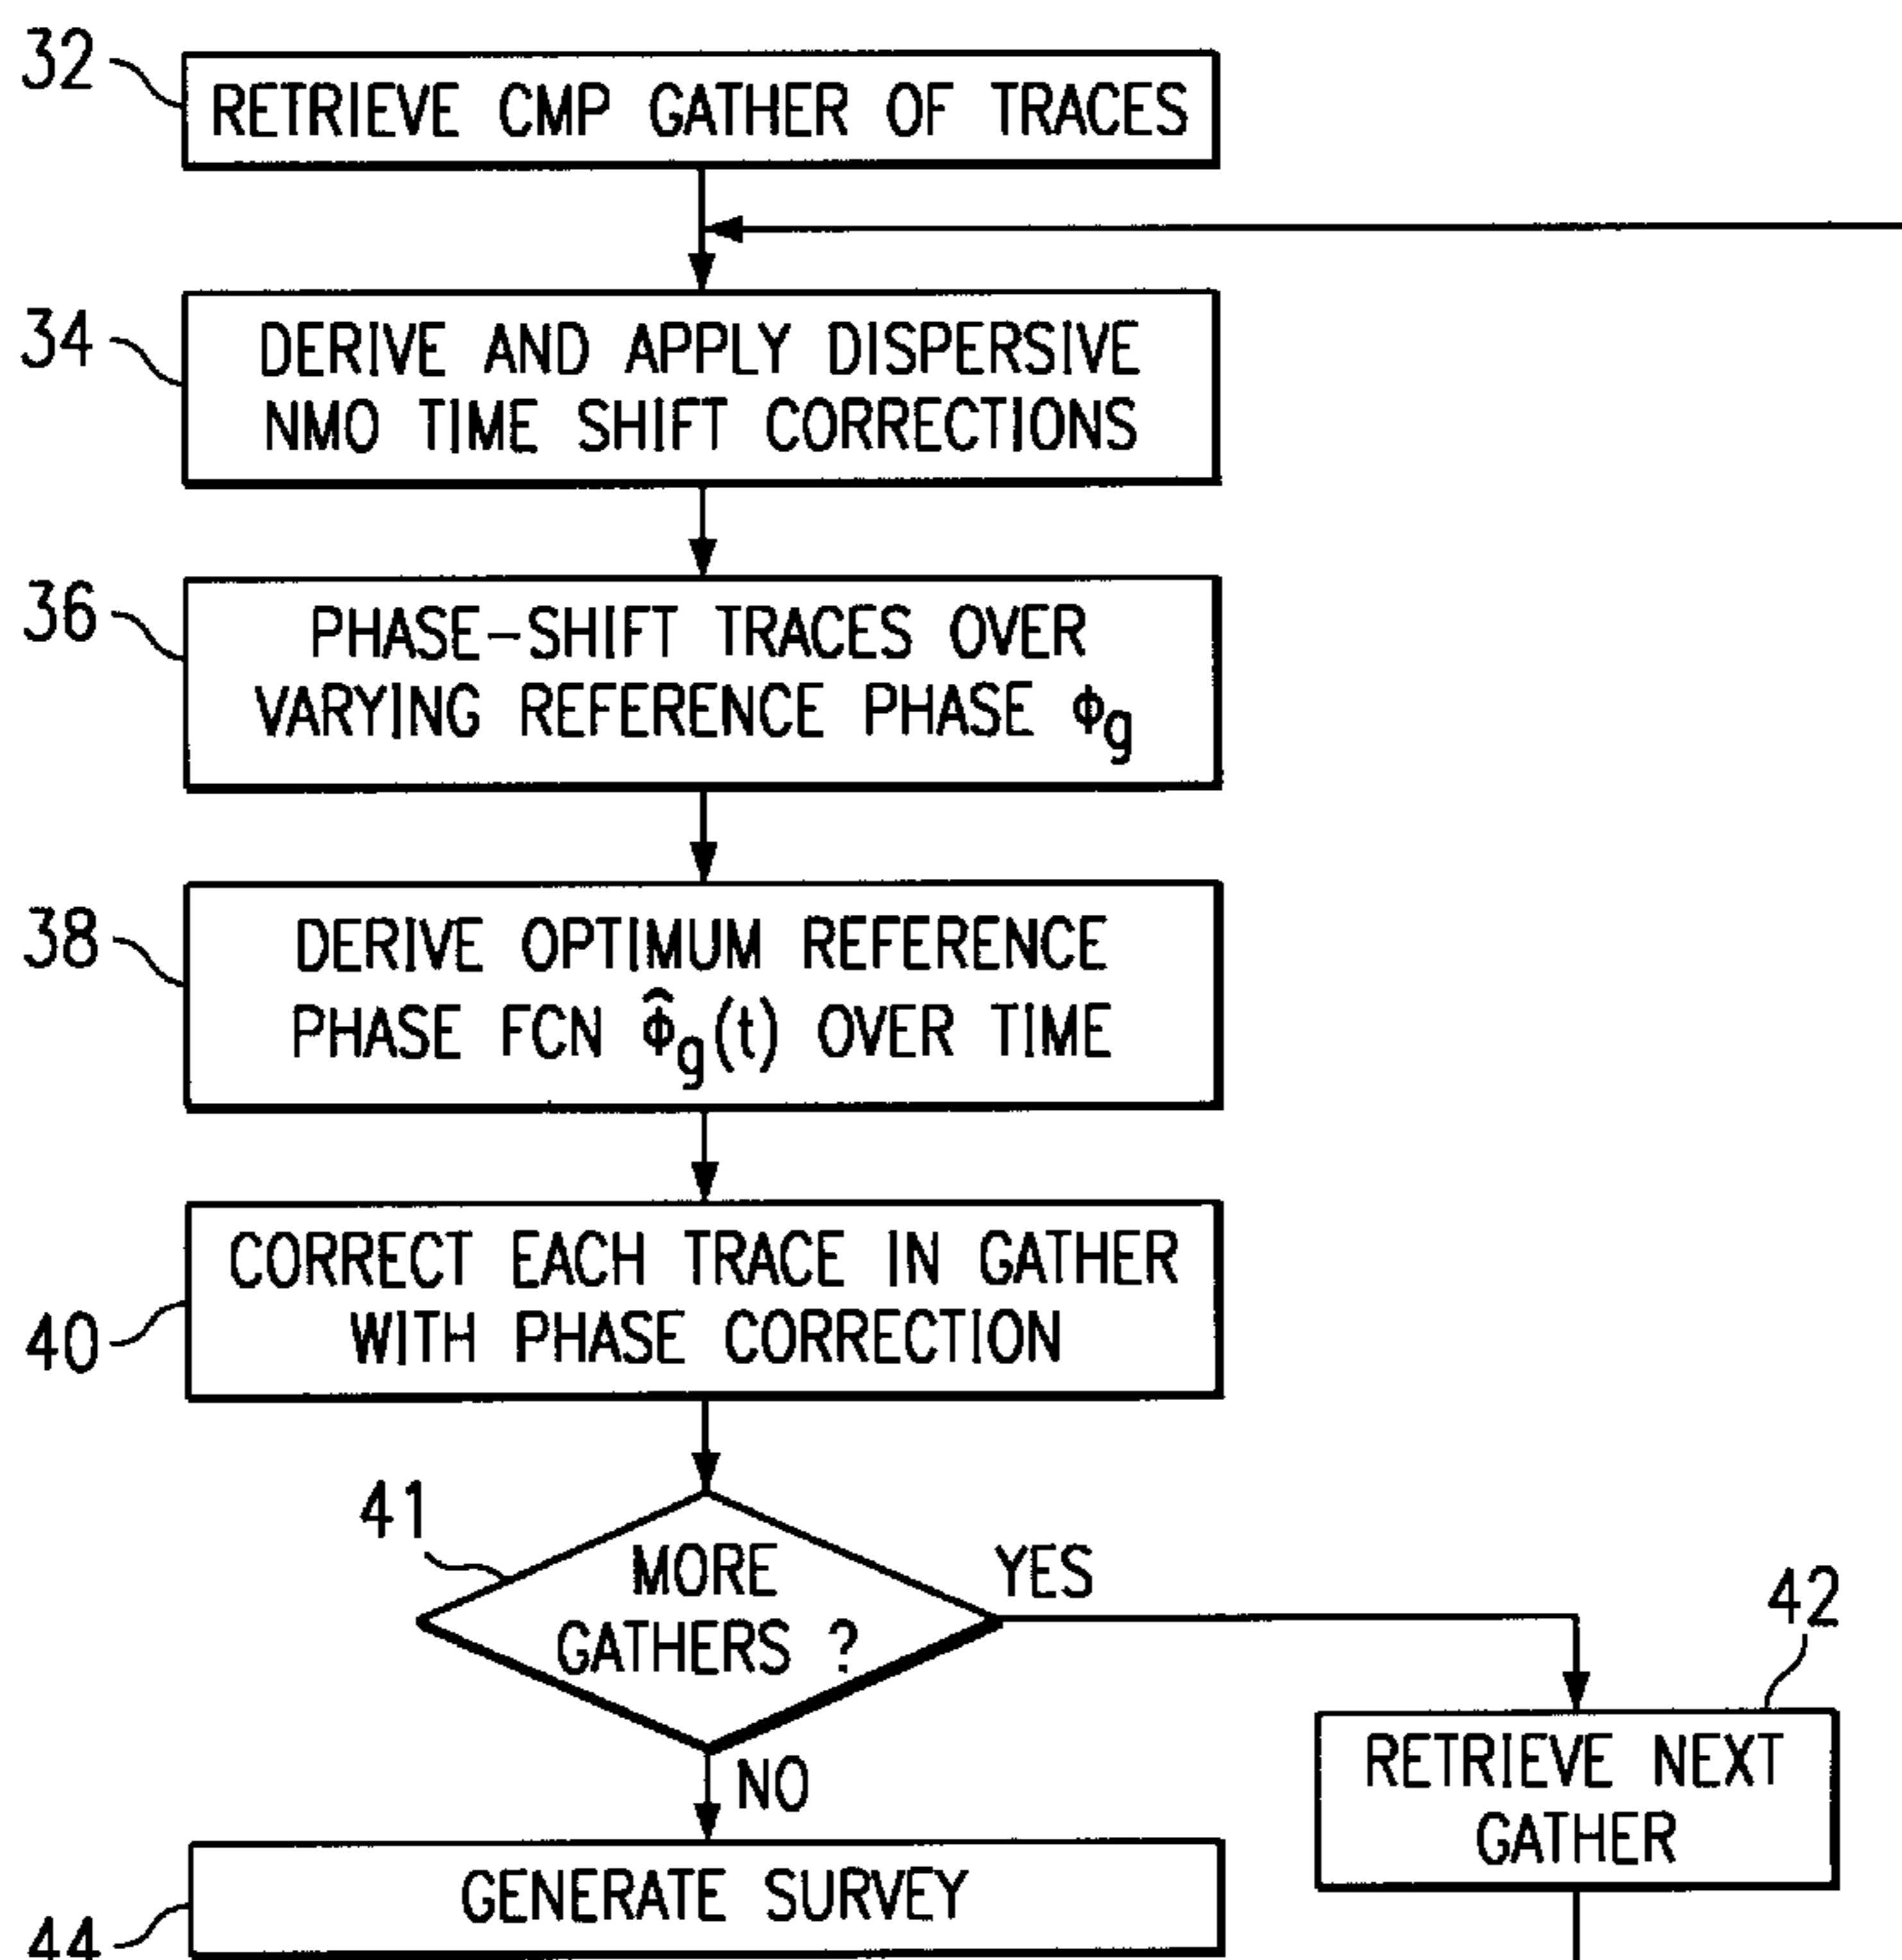 32
RETRIEVE CMP GATHER OF TRACES
34
DERIVE AND APPLY DISPERSIVE
NMO TIME SHIFT CORRECTIONS
36
PHASE-SHIFT TRACES OVER
VARYING REFERENCE PHASE ϕg
38
DERIVE OPTIMUM REFERENCE
PHASE FCN ϕ̂g(t) OVER TIME
40
CORRECT EACH TRACE IN GATHER
WITH PHASE CORRECTION
41
MORE
GATHERS ?
YES
42
RETRIEVE NEXT
GATHER
NO
44
GENERATE SURVEY